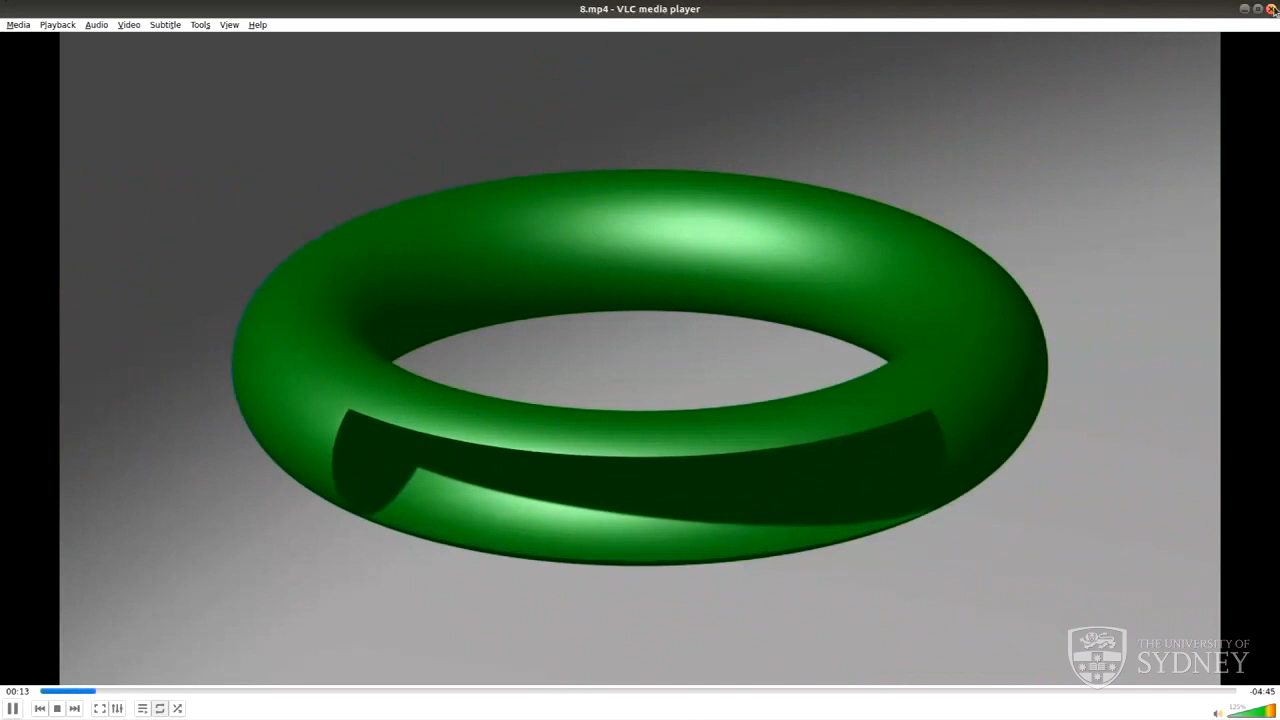 8.mp4 - VLC media player
Media Playback Audio Video Subtitle Tools View Help
THE UNIVERSITY OF
SYDNEY
00:13
-04:45
125%